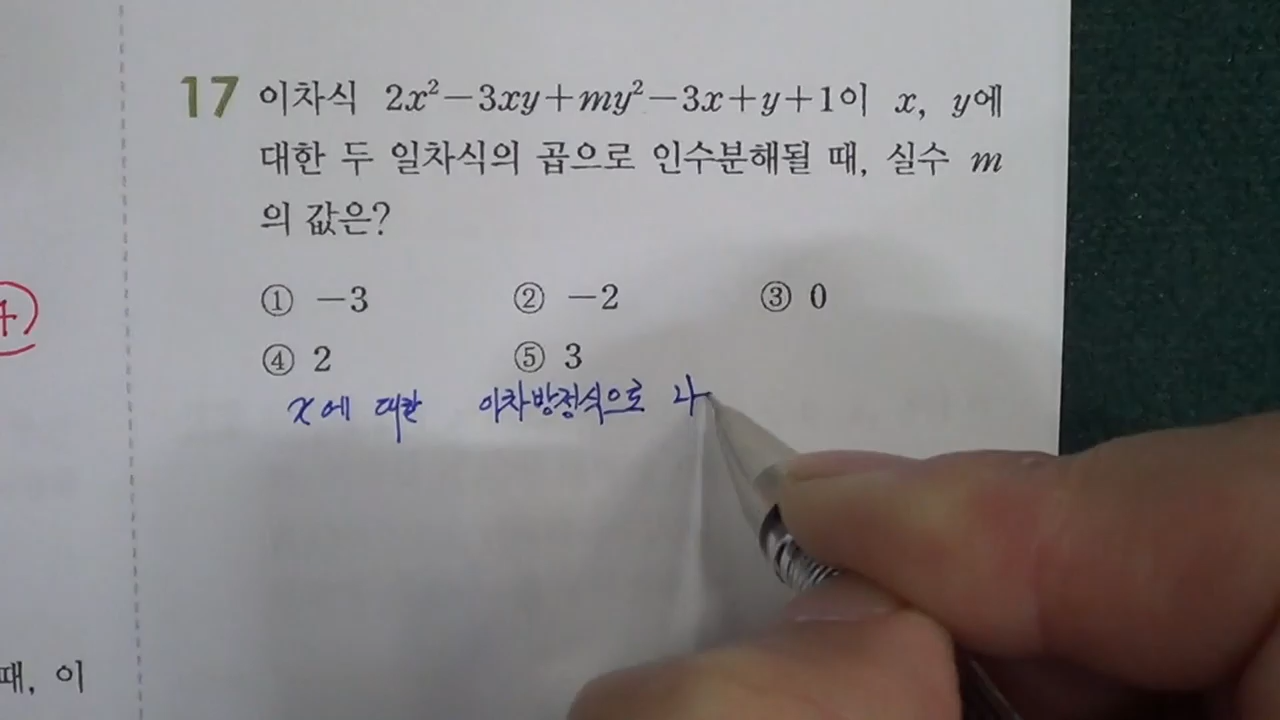 17 이차식 2x²－3xy＋my²－3x＋y＋1이 x, y에
대한 두 일차식의 곱으로 인수분해될 때, 실수 m
의 값은?
① －3 ② －2 ③ 0
④ 2 ⑤ 3
x에 대한 이차방정식으로 나
때, 이